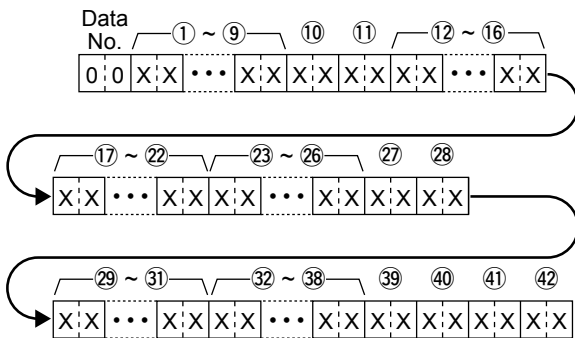 Data
No. ① ~ ⑨ ⑩ ⑪ ⑫ ~ ⑯
0 0 X X ••• X X X X X X X X ••• X X
⑰ ~ ㉒ ㉓ ~ ㉖ ㉗ ㉘
X X ••• X X X X ••• X X X X X X
㉙ ~ ㉛ ㉜ ~ ㊳ ㊴ ㊵ ㊶ ㊷
X X ••• X X X X ••• X X X X X X X X X X